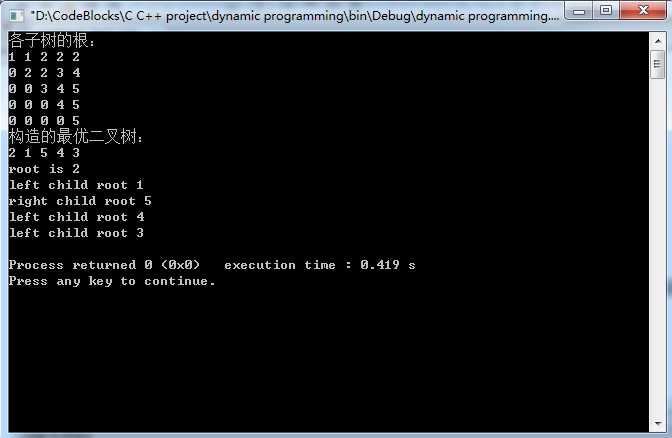 "D:\CodeBlocks\C C++ project\dynamic programming\bin\Debug\dynamic programming....
各子树的根：
1 1 2 2 2
0 2 2 3 4
0 0 3 4 5
0 0 0 4 5
0 0 0 0 5
构造的最优二叉树：
2 1 5 4 3
root is 2
left child root 1
right child root 5
left child root 4
left child root 3
Process returned 0 (0x0)   execution time : 0.419 s
Press any key to continue.